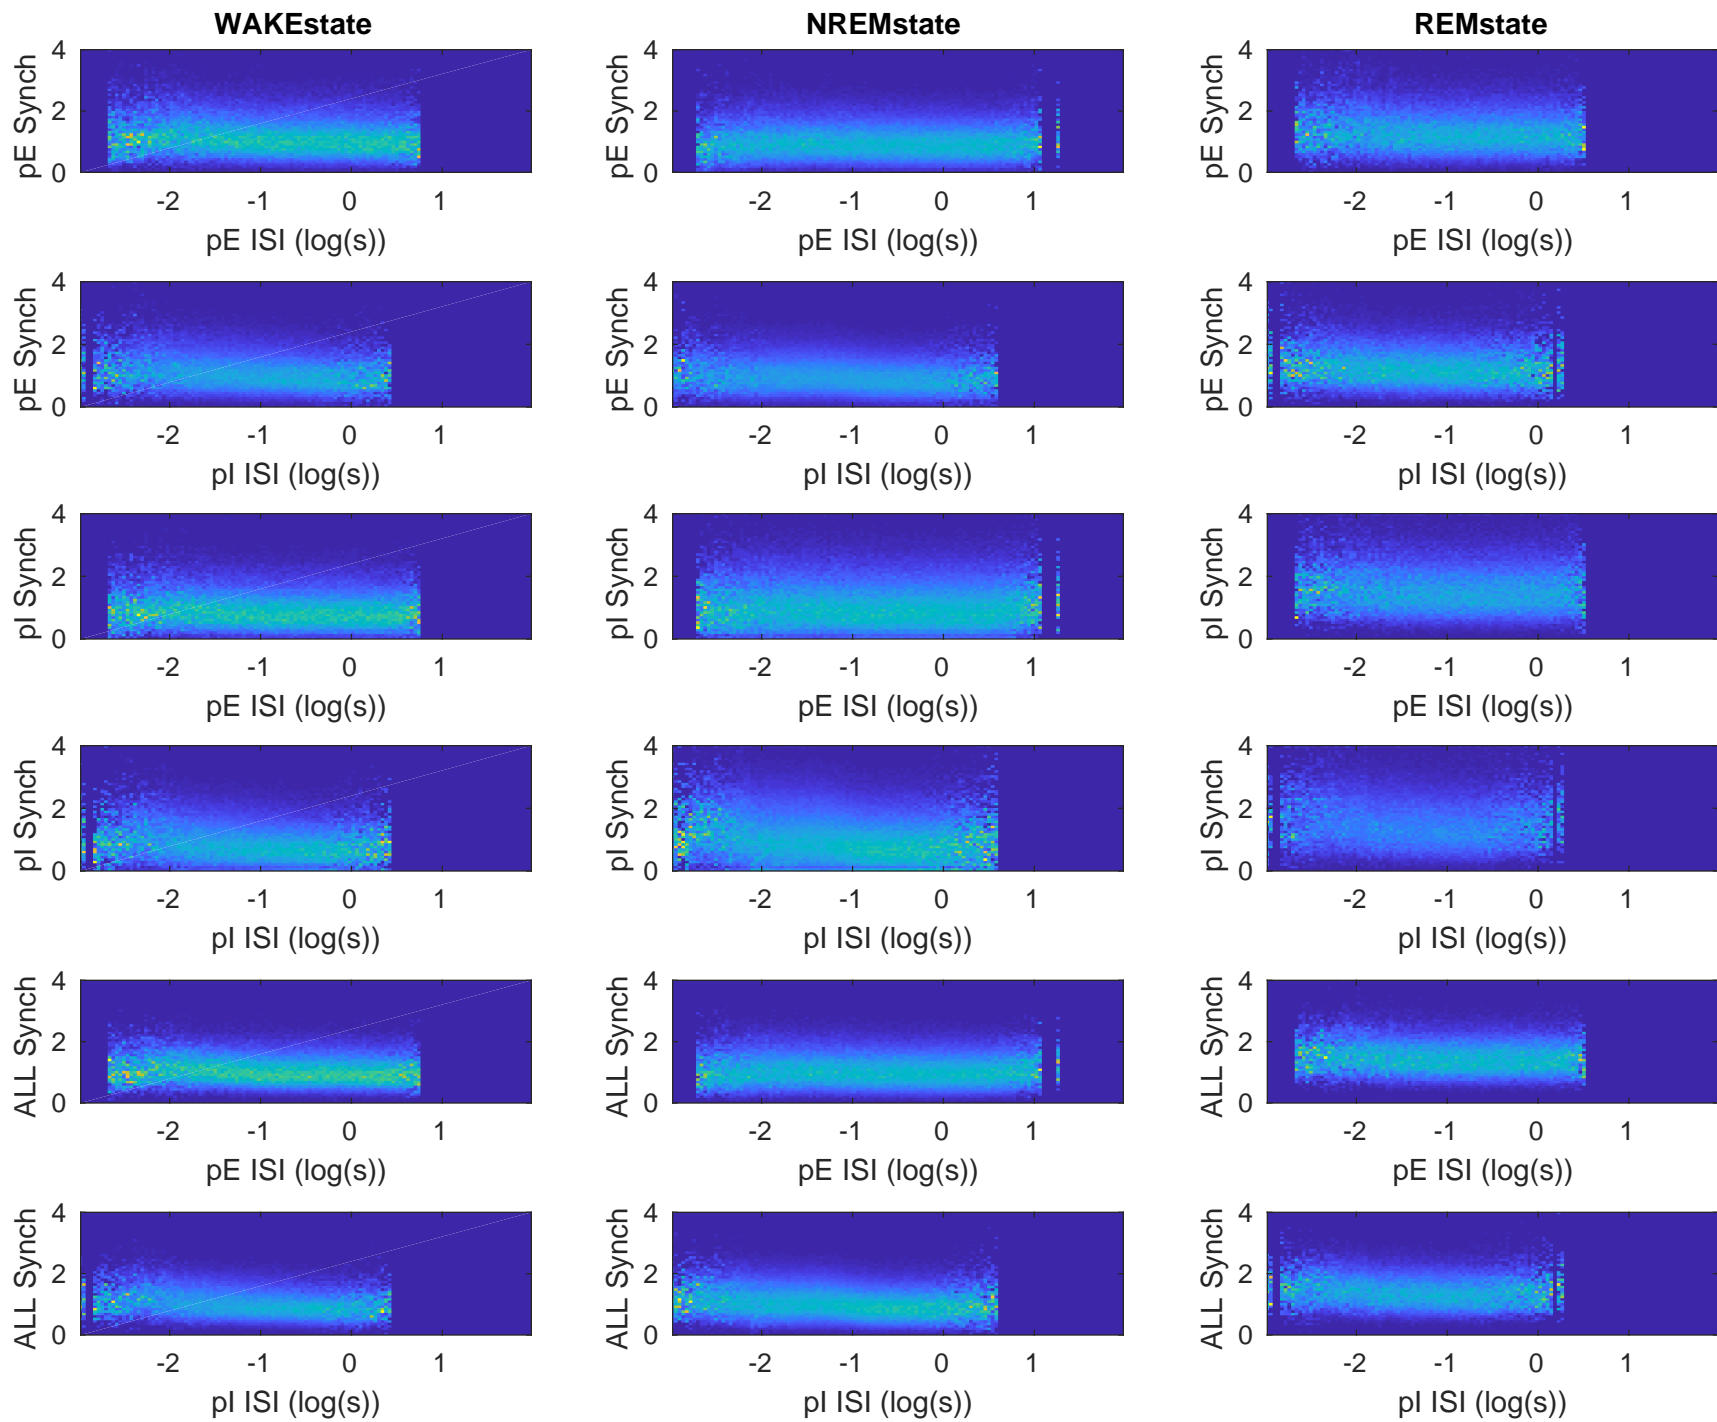 WAKEstate NREMstate REMstate
4 4 4
pE Synch pE Synch pE Synch
2 2 2
0 0 0
-2 -1 0 1 -2 -1 0 1 -2 -1 0 1
pE ISI (log(s)) pE ISI (log(s)) pE ISI (log(s))
4 4 4
pE Synch pE Synch pE Synch
2 2 2
0 0 0
-2 -1 0 1 -2 -1 0 1 -2 -1 0 1
pI ISI (log(s)) pI ISI (log(s)) pI ISI (log(s))
4 4 4
pI Synch pI Synch pI Synch
2 2 2
0 0 0
-2 -1 0 1 -2 -1 0 1 -2 -1 0 1
pE ISI (log(s)) pE ISI (log(s)) pE ISI (log(s))
4 4 4
pI Synch pI Synch pI Synch
2 2 2
0 0 0
-2 -1 0 1 -2 -1 0 1 -2 -1 0 1
pI ISI (log(s)) pI ISI (log(s)) pI ISI (log(s))
4 4 4
ALL Synch ALL Synch ALL Synch
2 2 2
0 0 0
-2 -1 0 1 -2 -1 0 1 -2 -1 0 1
pE ISI (log(s)) pE ISI (log(s)) pE ISI (log(s))
4 4 4
ALL Synch ALL Synch ALL Synch
2 2 2
0 0 0
-2 -1 0 1 -2 -1 0 1 -2 -1 0 1
pI ISI (log(s)) pI ISI (log(s)) pI ISI (log(s))